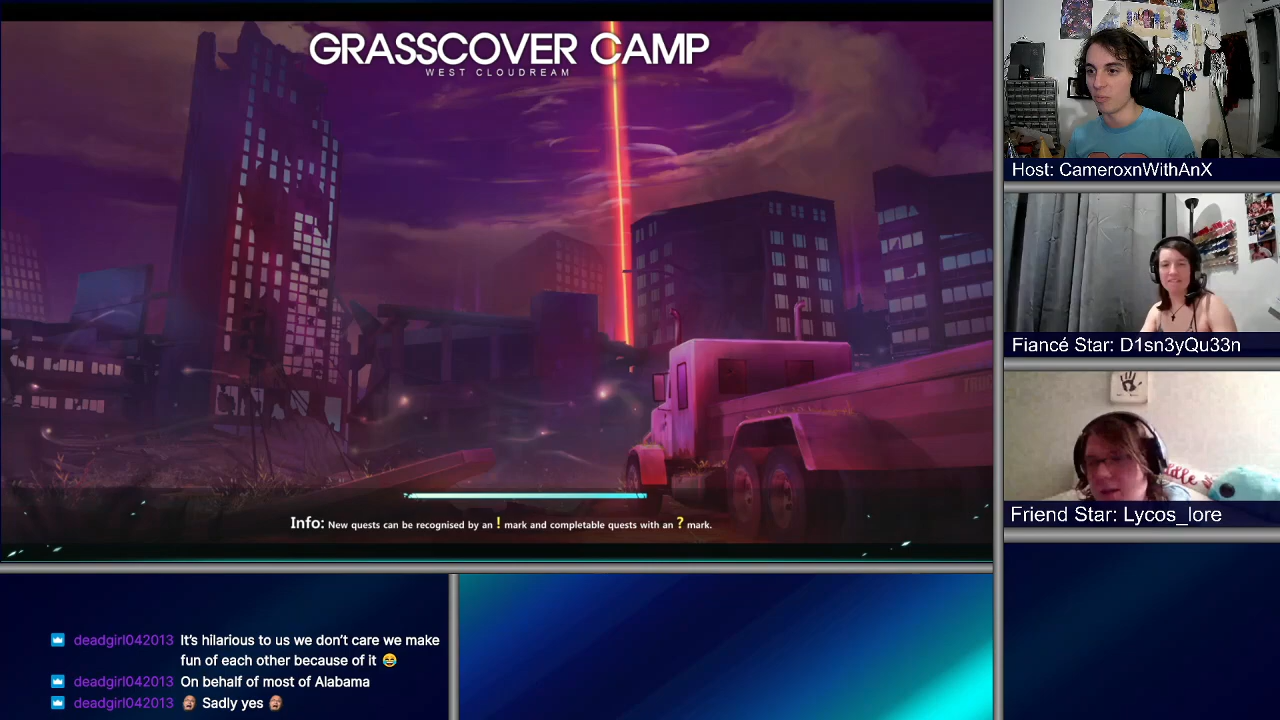 GRASSCOVER CAMP
WEST CLOUDREAM
Info: New quests can be recognised by an ! mark and completable quests with an ? mark.
Host: CameroxnWithAnX
Fiancé Star: D1sn3yQu33n
Friend Star: Lycos_lore
deadgirl042013 It's hilarious to us we don't care we make
fun of each other because of it 😂
deadgirl042013 On behalf of most of Alabama
deadgirl042013 Sadly yes